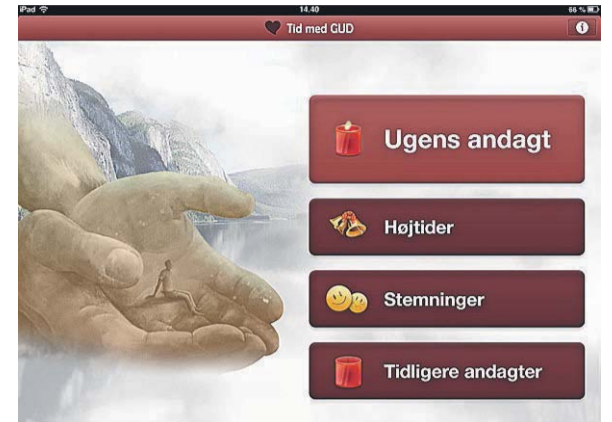 iPad
14.40
66 %
Tid med GUD
Ugens andagt
Højtider
Stemninger
Tidligere andagter